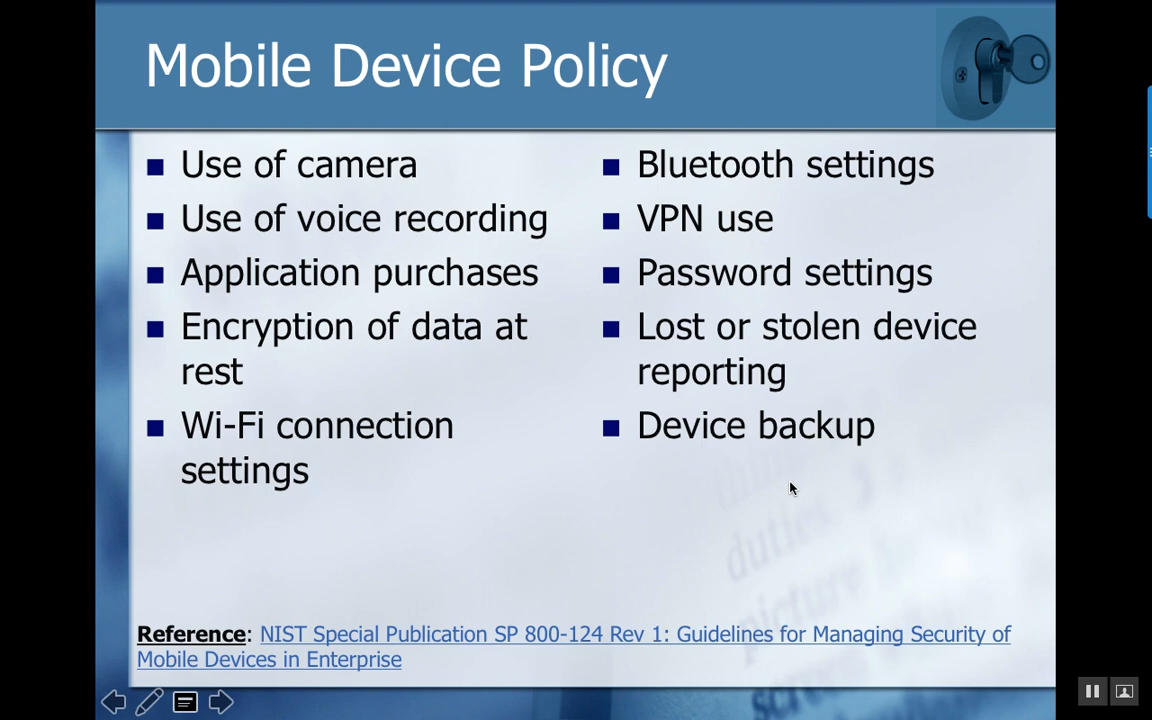 Mobile Device Policy
Use of camera
Use of voice recording
Application purchases
Encryption of data at
rest
Wi-Fi connection
settings
Bluetooth settings
VPN use
Password settings
Lost or stolen device
reporting
Device backup
duties
picture
Reference: NIST Special Publication SP 800-124 Rev 1: Guidelines for Managing Security of
Mobile Devices in Enterprise